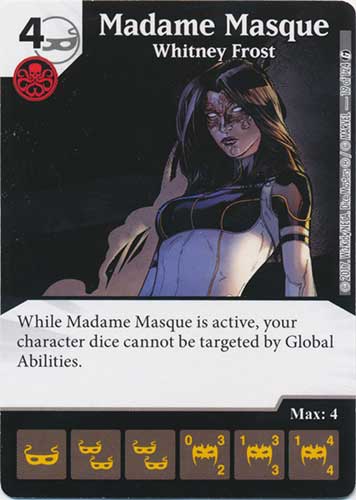 4
Madame Masque
Whitney Frost
While Madame Masque is active, your
character dice cannot be targeted by Global
Abilities.
Max: 4
0 3 2
1 3 3
1 4 4